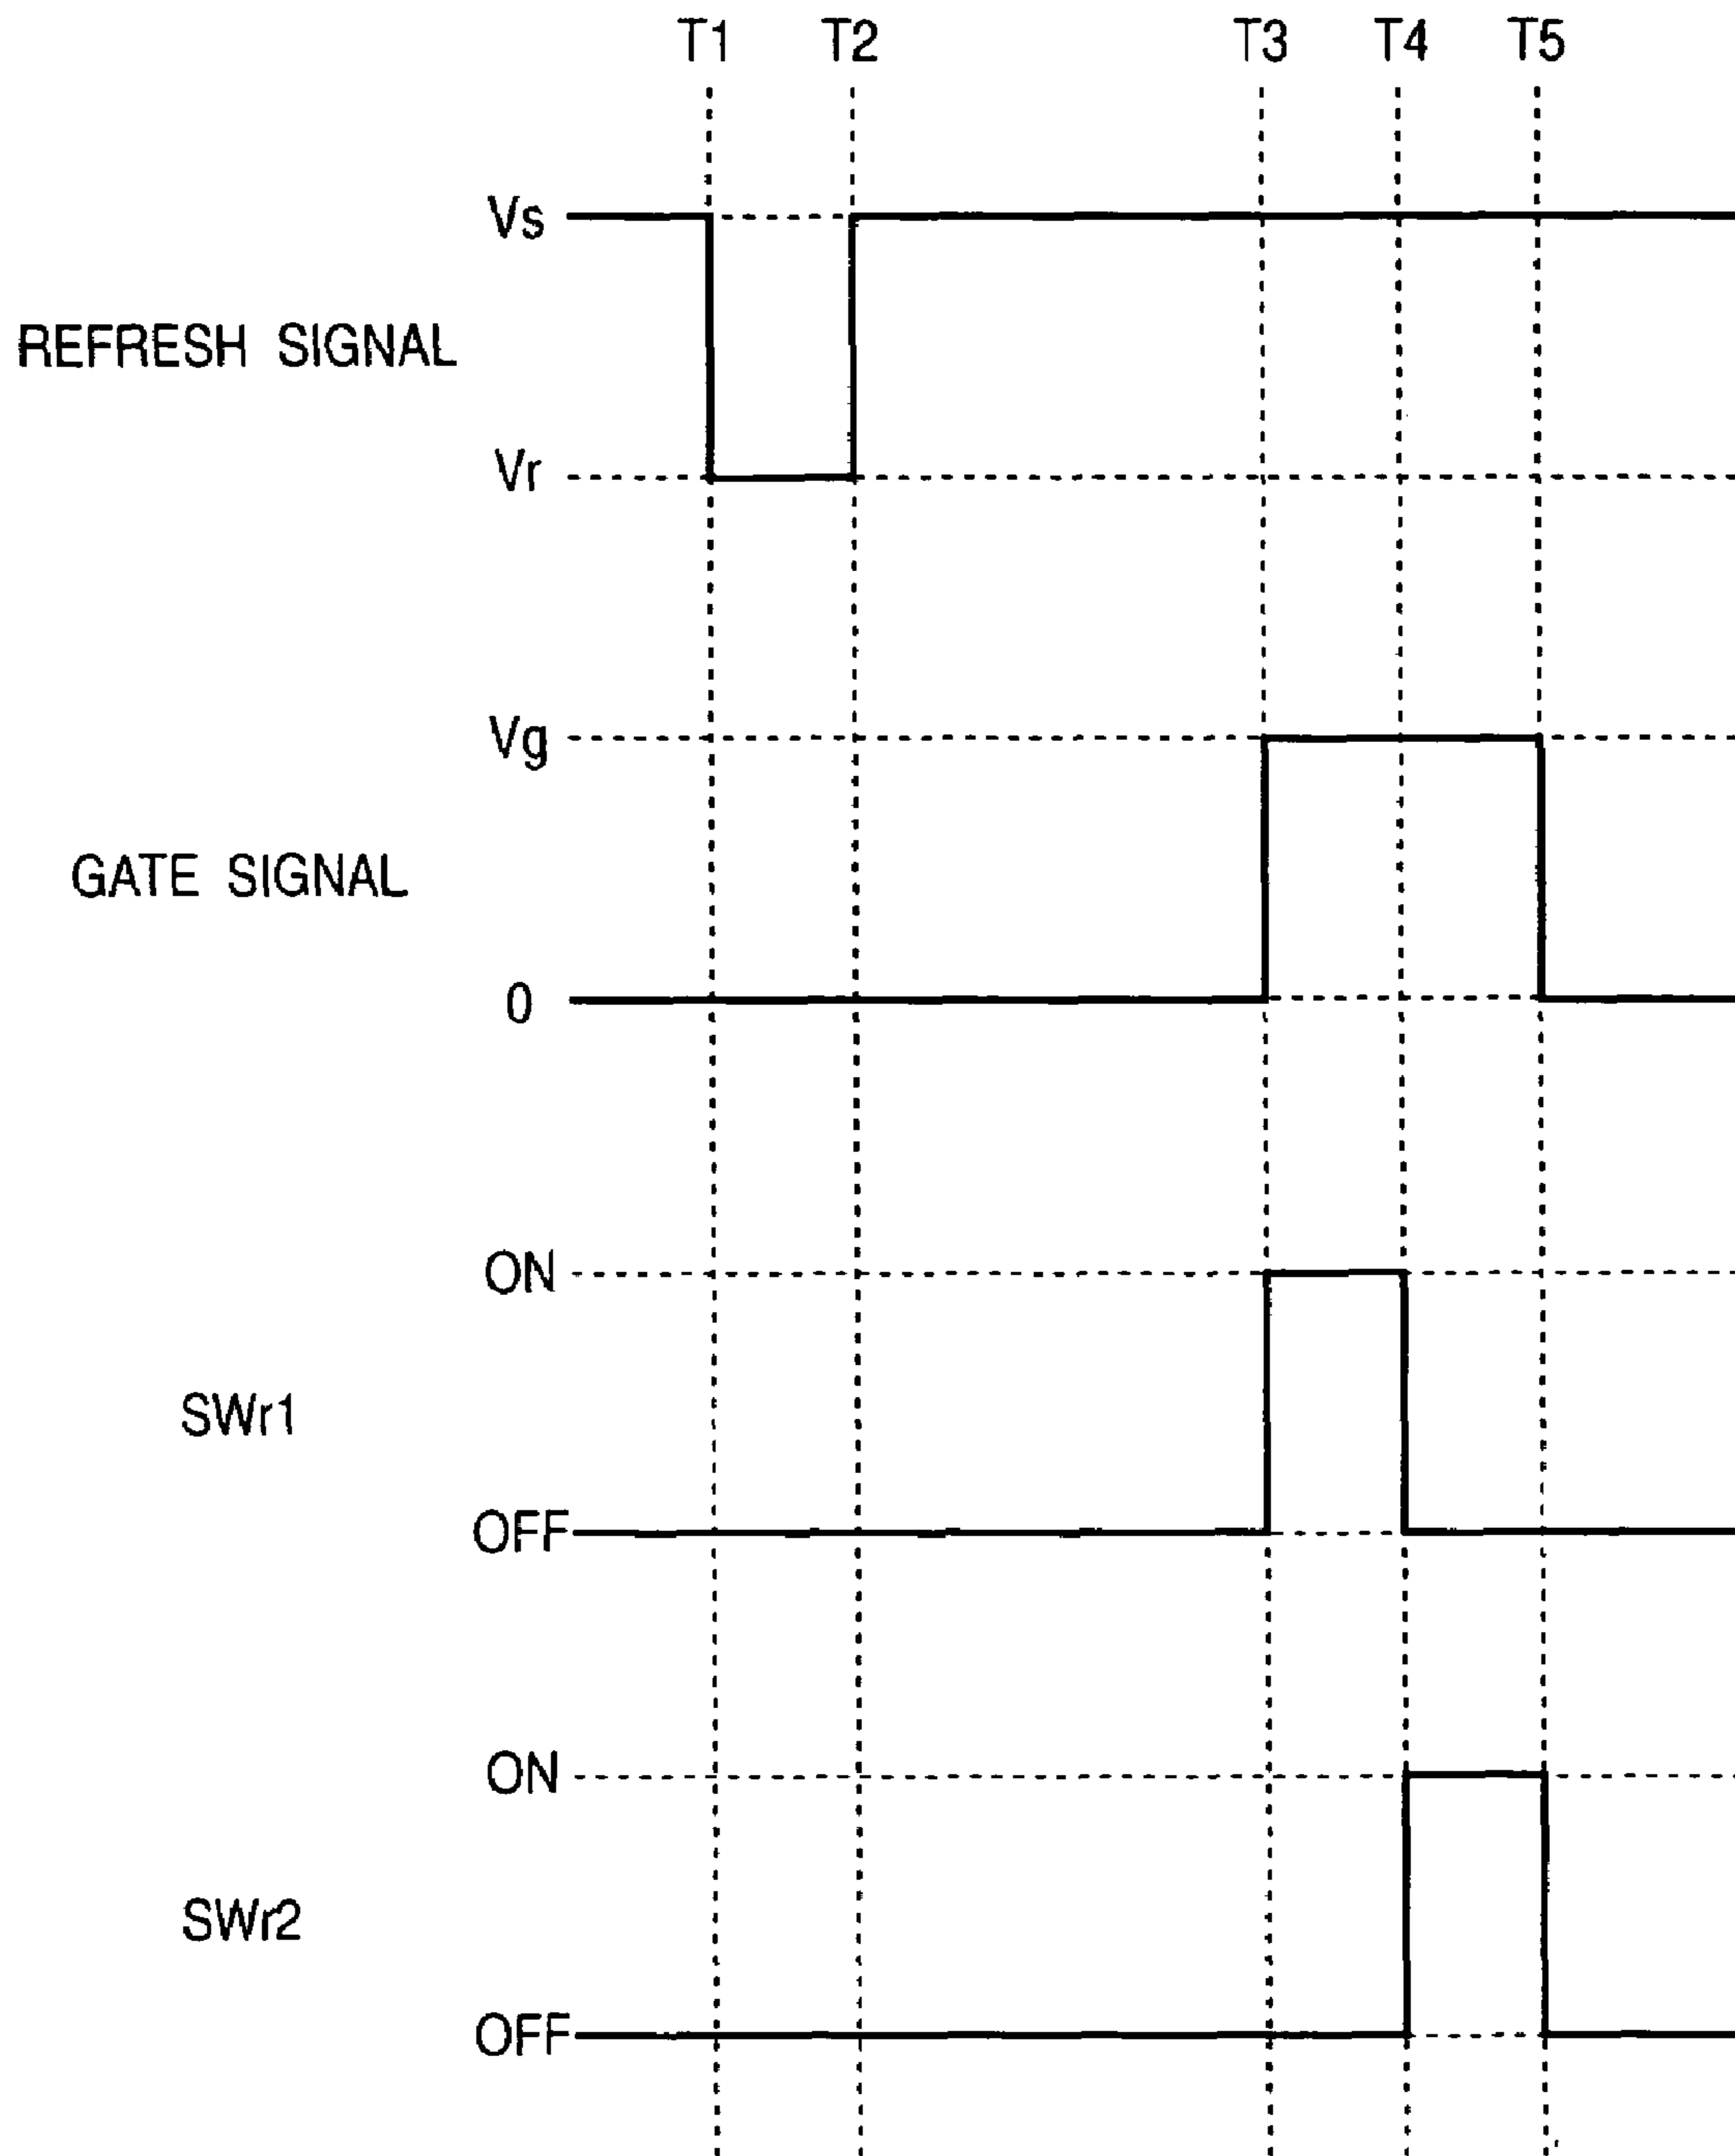 T1 T2 T3 T4 T5
Vs
REFRESH SIGNAL
Vr
Vg
GATE SIGNAL
0
ON
SWr1
OFF
ON
SWr2
OFF